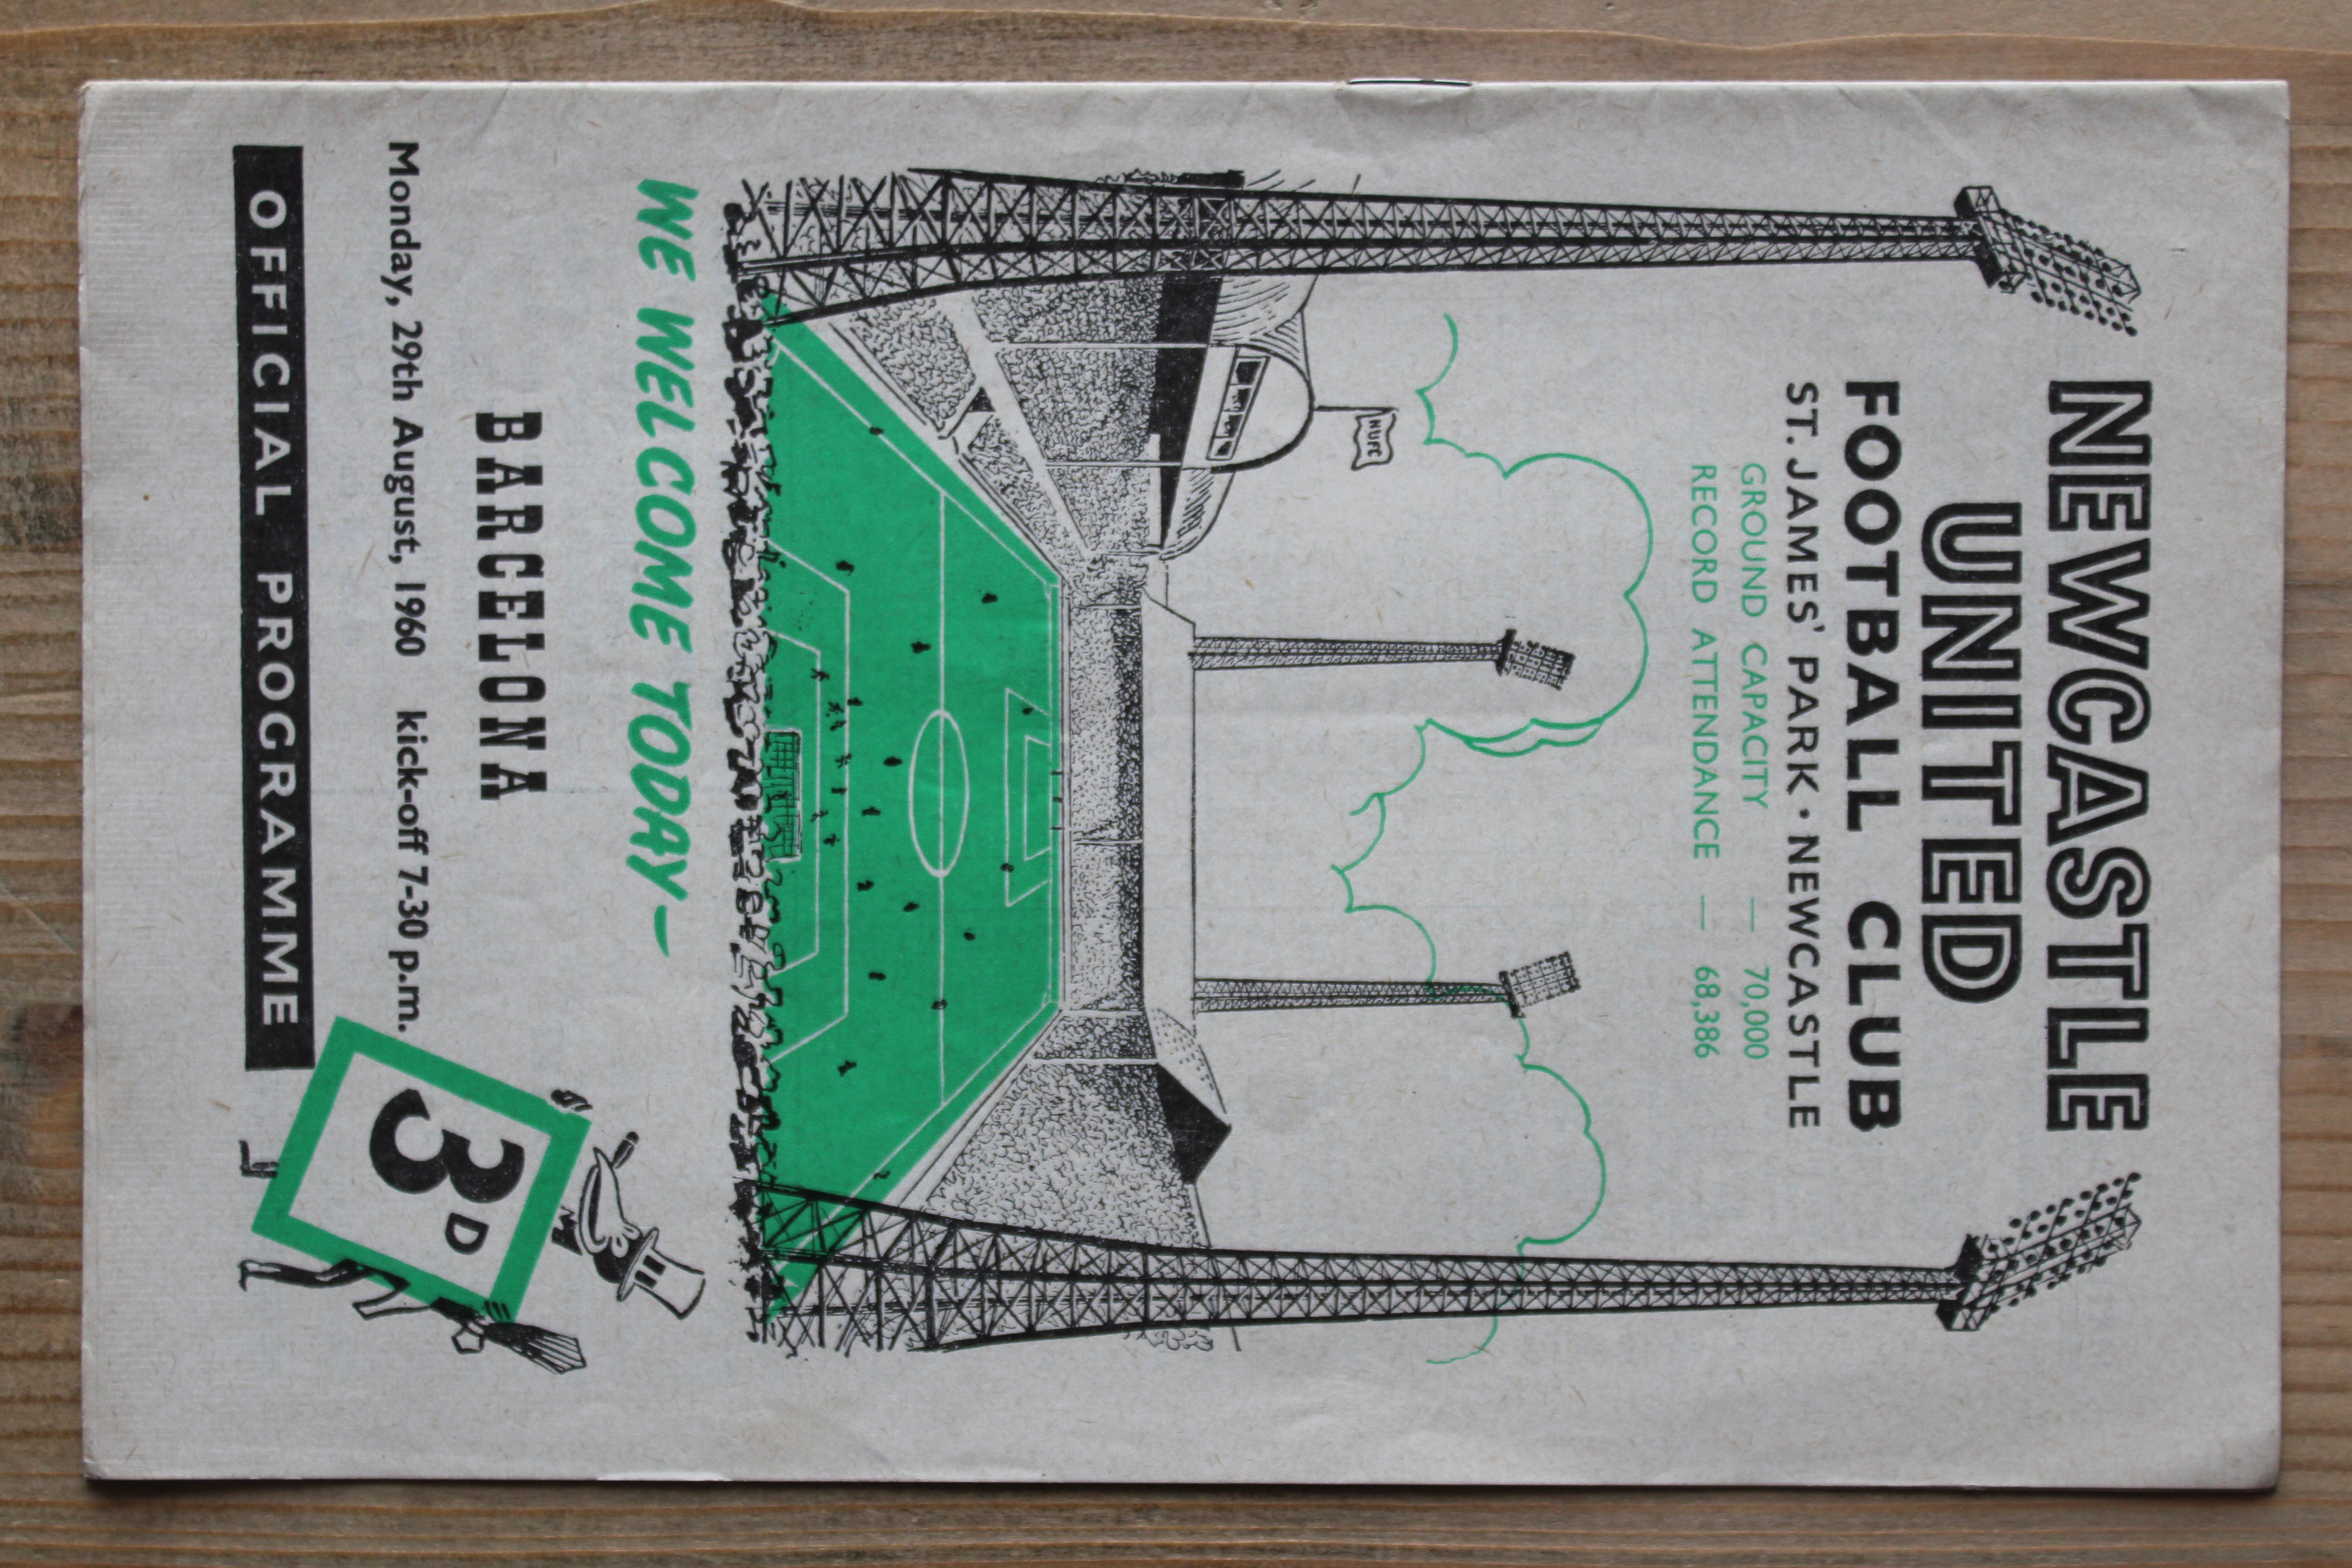 NEWCASTLE
UNITED
FOOTBALL CLUB
ST. JAMES' PARK · NEWCASTLE
GROUND CAPACITY — 70,000
RECORD ATTENDANCE — 68,386
NUFC
WE WELCOME TODAY—
BARCELONA
Monday, 29th August, 1960 kick-off 7-30 p.m.
OFFICIAL PROGRAMME
3D